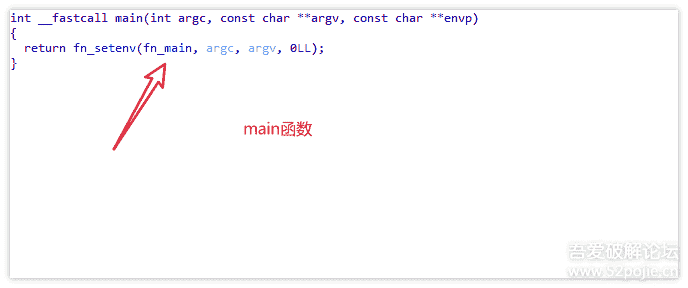 int __fastcall main(int argc, const char **argv, const char **envp)
{
return fn_setenv(fn_main, argc, argv, 0LL);
}
main函数
吾爱破解论坛
www.52pojie.cn